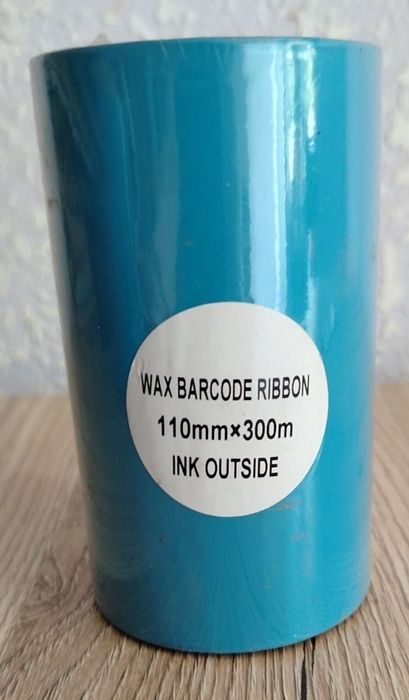 WAX BARCODE RIBBON
110mm×300m
INK OUTSIDE